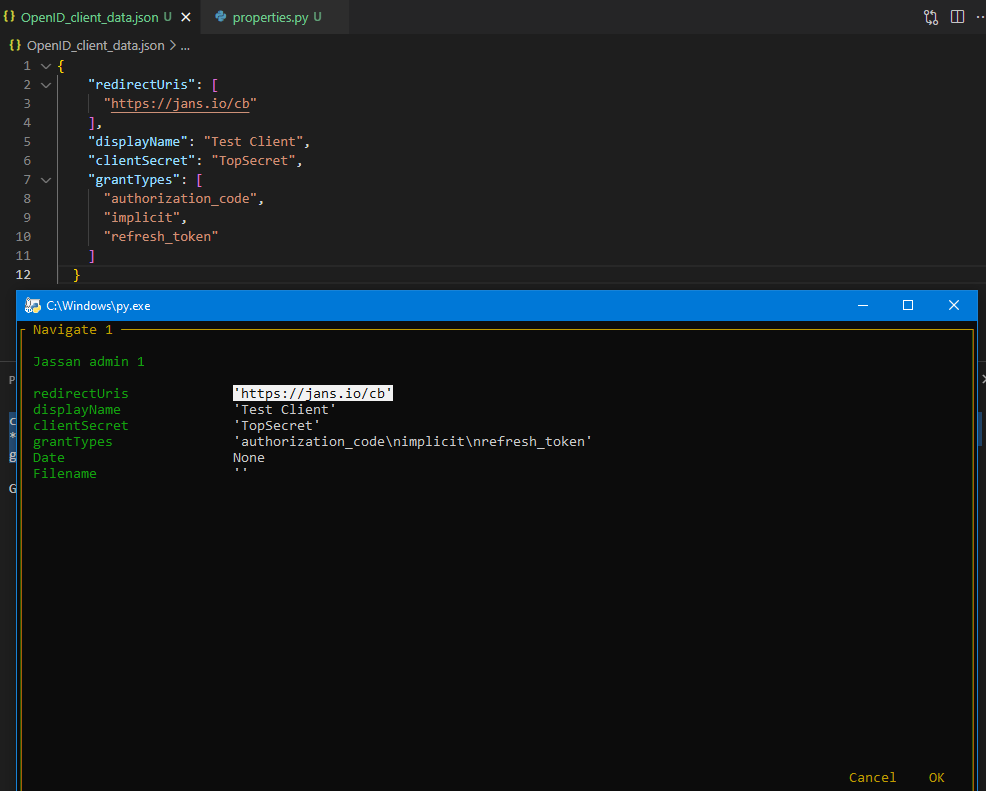 {} OpenID_client_data.json U × properties.py U ...
{} OpenID_client_data.json > ...
1 {
2 "redirectUris": [
3 "https://jans.io/cb"
4 ],
5 "displayName": "Test Client",
6 "clientSecret": "TopSecret",
7 "grantTypes": [
8 "authorization_code",
9 "implicit",
10 "refresh_token"
11 ]
12 }
C:\Windows\py.exe
Navigate 1
Jassan admin 1
P
redirectUris 'https://jans.io/cb'
displayName 'Test Client'
c
clientSecret 'TopSecret'
*
grantTypes 'authorization_code\nimplicit\nrefresh_token'
g
Date None
Filename ''
G
Cancel OK